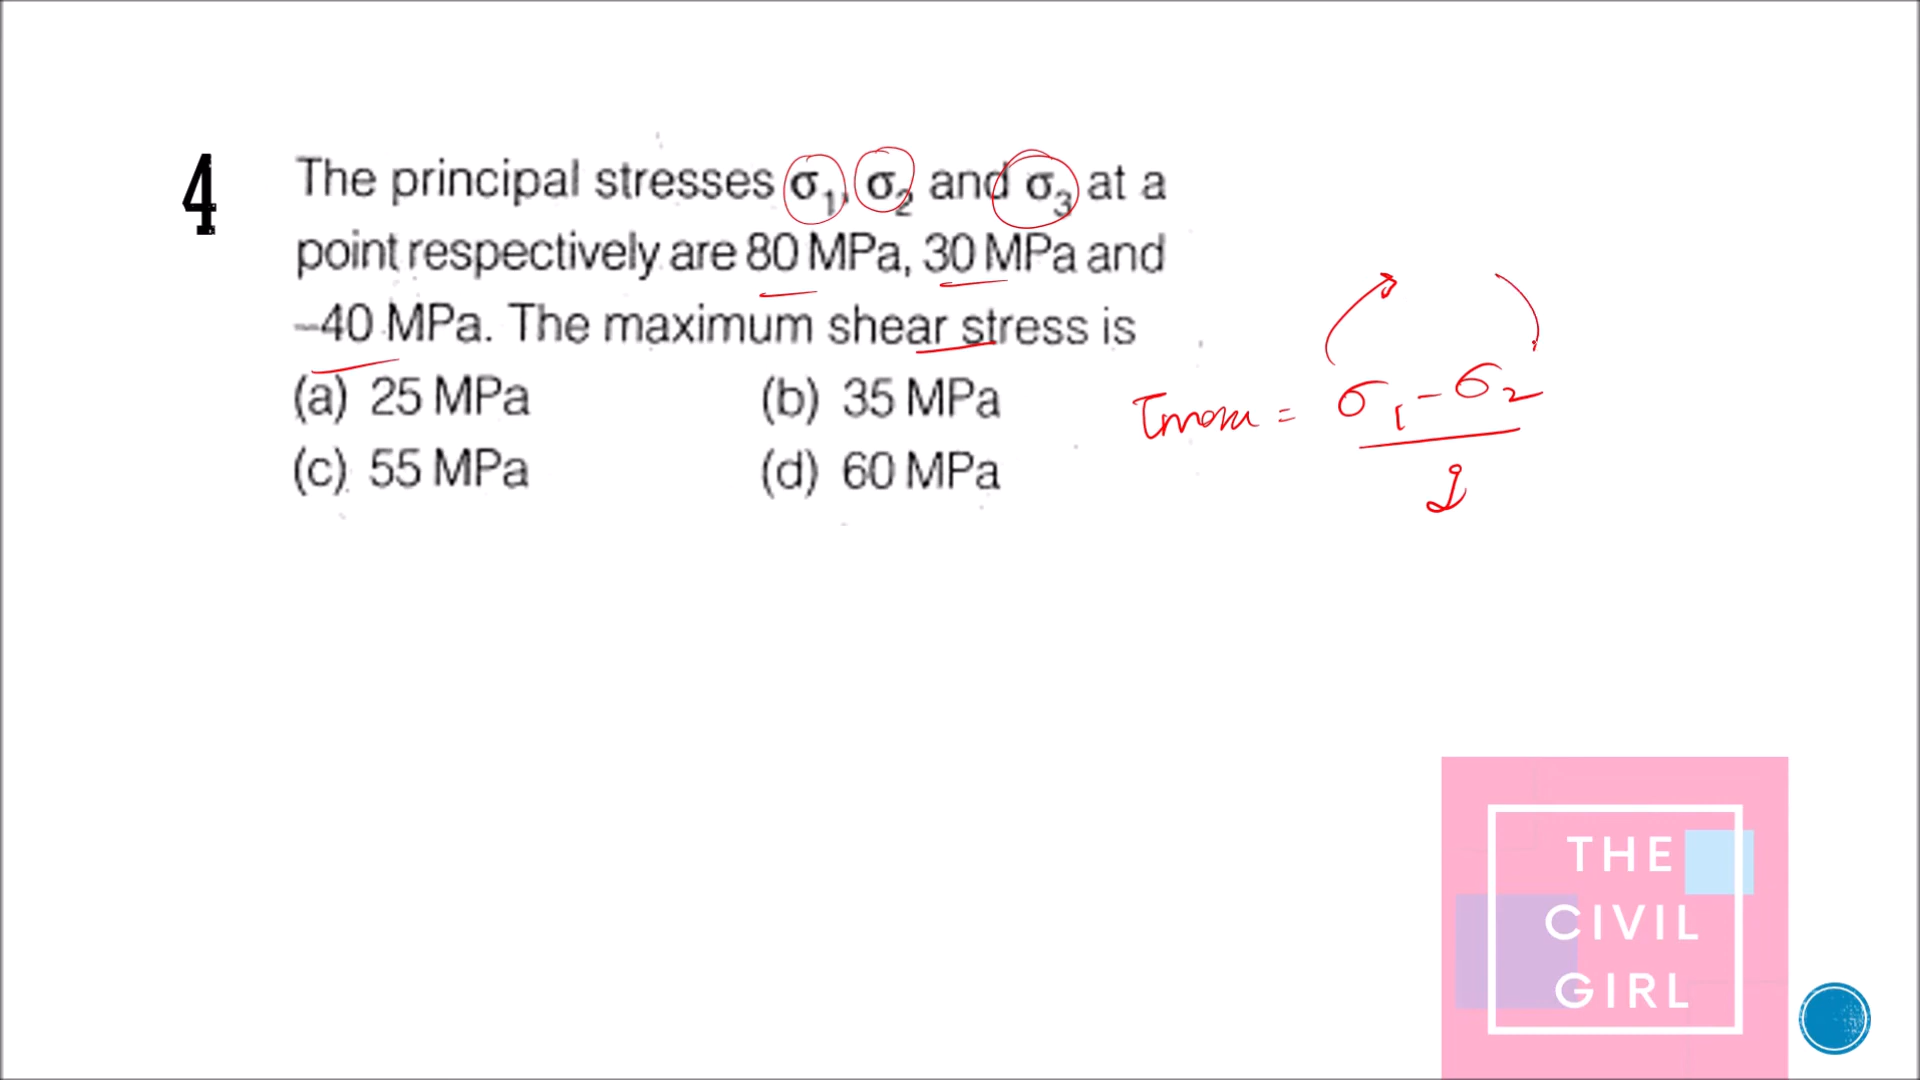 4
The principal stresses σ₁, σ₂ and σ₃ at a
point respectively are 80 MPa, 30 MPa and
–40 MPa. The maximum shear stress is
(a) 25 MPa (b) 35 MPa
(c) 55 MPa (d) 60 MPa
τmax = σ₁ - σ₂
2
THE
CIVIL
GIRL